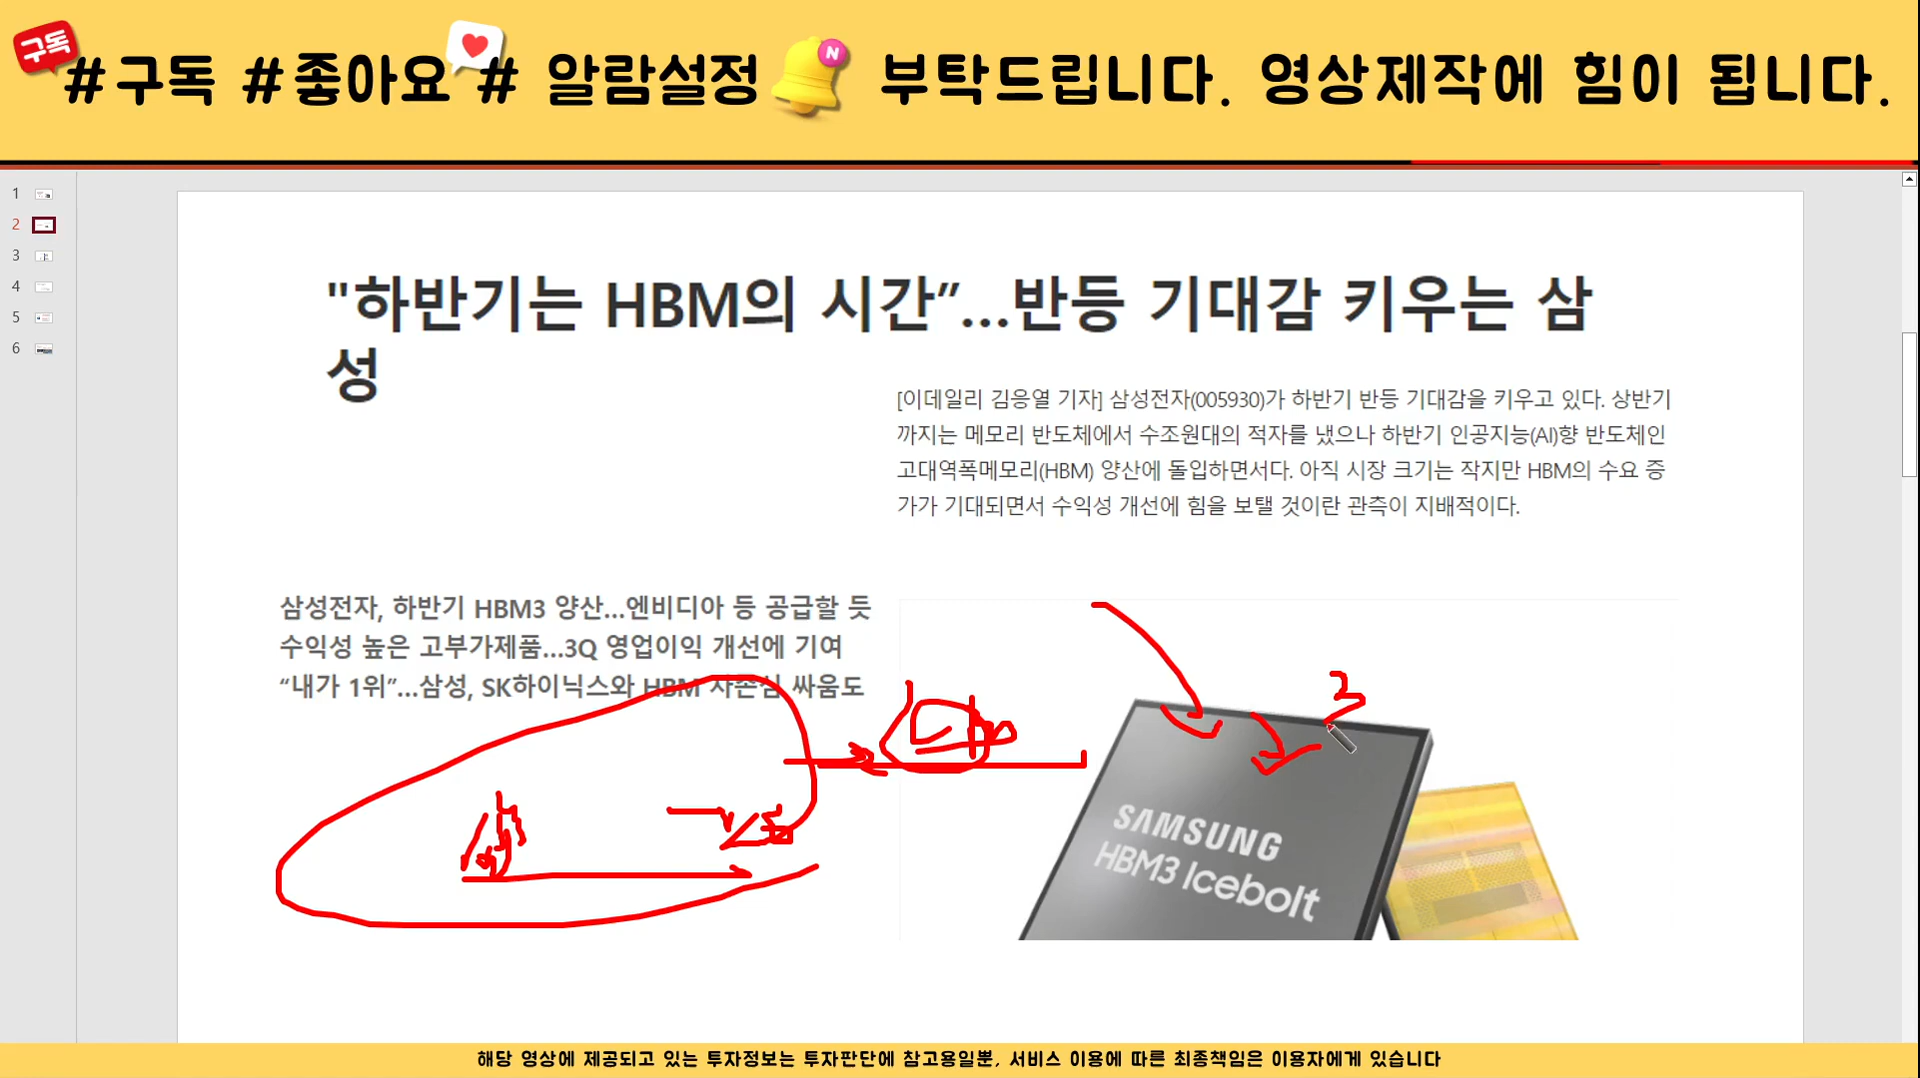 구독
#구독 #좋아요 # 알람설정 N 부탁드립니다. 영상제작에 힘이 됩니다.
1
2
3
4
5
6
"하반기는 HBM의 시간”...반등 기대감 키우는 삼
성
[이데일리 김응열 기자] 삼성전자(005930)가 하반기 반등 기대감을 키우고 있다. 상반기
까지는 메모리 반도체에서 수조원대의 적자를 냈으나 하반기 인공지능(AI)향 반도체인
고대역폭메모리(HBM) 양산에 돌입하면서다. 아직 시장 크기는 작지만 HBM의 수요 증
가가 기대되면서 수익성 개선에 힘을 보탤 것이란 관측이 지배적이다.
삼성전자, 하반기 HBM3 양산...엔비디아 등 공급할 듯
수익성 높은 고부가제품...3Q 영업이익 개선에 기여
“내가 1위”...삼성, SK하이닉스와 HBM 자존심 싸움도
SAMSUNG
HBM3 Icebolt
해당 영상에 제공되고 있는 투자정보는 투자판단에 참고용일뿐, 서비스 이용에 따른 최종책임은 이용자에게 있습니다